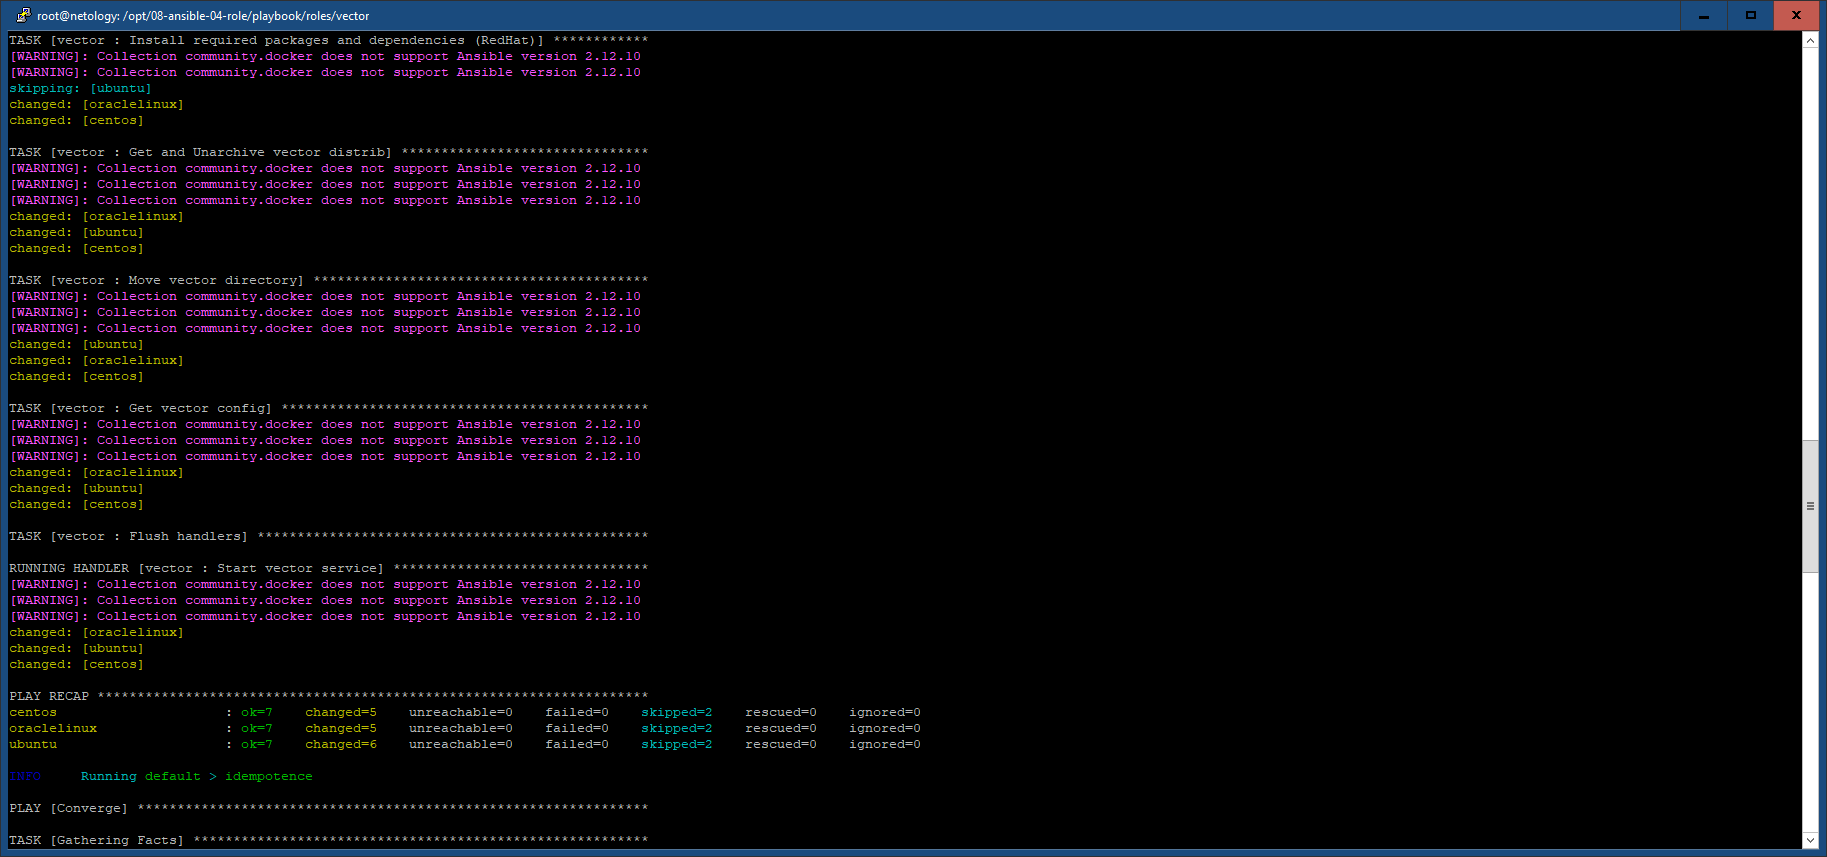 root@netology: /opt/08-ansible-04-role/playbook/roles/vector
TASK [vector : Install required packages and dependencies (RedHat)] ************
[WARNING]: Collection community.docker does not support Ansible version 2.12.10
[WARNING]: Collection community.docker does not support Ansible version 2.12.10
skipping: [ubuntu]
changed: [oraclelinux]
changed: [centos]
TASK [vector : Get and Unarchive vector distrib] *******************************
[WARNING]: Collection community.docker does not support Ansible version 2.12.10
[WARNING]: Collection community.docker does not support Ansible version 2.12.10
[WARNING]: Collection community.docker does not support Ansible version 2.12.10
changed: [oraclelinux]
changed: [ubuntu]
changed: [centos]
TASK [vector : Move vector directory] ******************************************
[WARNING]: Collection community.docker does not support Ansible version 2.12.10
[WARNING]: Collection community.docker does not support Ansible version 2.12.10
[WARNING]: Collection community.docker does not support Ansible version 2.12.10
changed: [ubuntu]
changed: [oraclelinux]
changed: [centos]
TASK [vector : Get vector config] **********************************************
[WARNING]: Collection community.docker does not support Ansible version 2.12.10
[WARNING]: Collection community.docker does not support Ansible version 2.12.10
[WARNING]: Collection community.docker does not support Ansible version 2.12.10
changed: [oraclelinux]
changed: [ubuntu]
changed: [centos]
TASK [vector : Flush handlers] *************************************************
RUNNING HANDLER [vector : Start vector service] ********************************
[WARNING]: Collection community.docker does not support Ansible version 2.12.10
[WARNING]: Collection community.docker does not support Ansible version 2.12.10
[WARNING]: Collection community.docker does not support Ansible version 2.12.10
changed: [oraclelinux]
changed: [ubuntu]
changed: [centos]
PLAY RECAP *********************************************************************
centos                     : ok=7    changed=5    unreachable=0    failed=0    skipped=2    rescued=0    ignored=0
oraclelinux                : ok=7    changed=5    unreachable=0    failed=0    skipped=2    rescued=0    ignored=0
ubuntu                     : ok=7    changed=6    unreachable=0    failed=0    skipped=2    rescued=0    ignored=0
INFO     Running default > idempotence
PLAY [Converge] ****************************************************************
TASK [Gathering Facts] *********************************************************